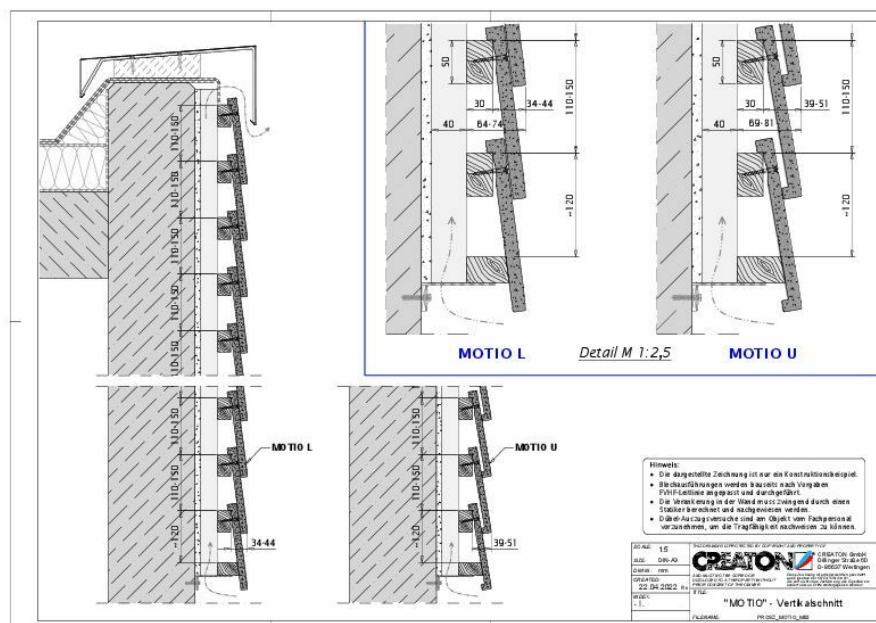 50
110-150
30
34-44
40
64-74
~120
50
110-150
30
39-51
40
69-81
~120
MOTIO L
Detail M 1:2,5
MOTIO U
110-150
110-150
110-150
110-150
110-150
110-150
110-150
~120
MOTIO L
34-44
110-150
110-150
~120
MOTIO U
39-51
Hinweis:
• Die dargestellte Zeichnung ist nur ein Konstruktionsbeispiel.
• Blechausführungen werden bauseits nach Vorgaben
FVHF-Leitlinie angepasst und durchgeführt.
• Die Verankerung in der Wand muss zwingend durch einen
Statiker berechnet und nachgewiesen werden.
• Dübel-Auszugsversuche sind am Objekt vom Fachpersonal
vorzunehmen, um die Tragfähigkeit nachweisen zu können.
SCALE: 1:5
SIZE: DIN-A3
mm
CREATED:
22.04.2022
INDEX:
- |.
CREATON
CREATON GmbH
Dillinger Straße 60
D-86637 Wertingen
TITLE:
"MOTIO" - Vertikalschnitt
FILENAME: